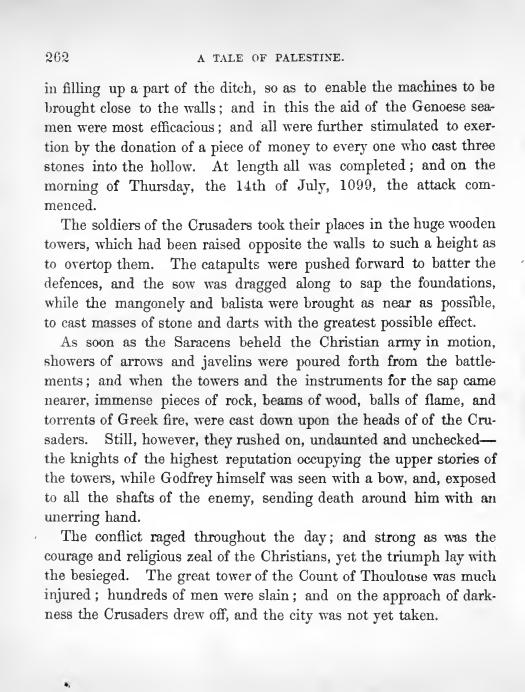 262 A TALE OF PALESTINE.
in filling up a part of the ditch, so as to enable the machines to be
brought close to the walls; and in this the aid of the Genoese sea-
men were most efficacious; and all were further stimulated to exer-
tion by the donation of a piece of money to every one who cast three
stones into the hollow. At length all was completed; and on the
morning of Thursday, the 14th of July, 1099, the attack com-
menced.
The soldiers of the Crusaders took their places in the huge wooden
towers, which had been raised opposite the walls to such a height as
to overtop them. The catapults were pushed forward to batter the
defences, and the sow was dragged along to sap the foundations,
while the mangonely and balista were brought as near as possible,
to cast masses of stone and darts with the greatest possible effect.
As soon as the Saracens beheld the Christian army in motion,
showers of arrows and javelins were poured forth from the battle-
ments; and when the towers and the instruments for the sap came
nearer, immense pieces of rock, beams of wood, balls of flame, and
torrents of Greek fire, were cast down upon the heads of of the Cru-
saders. Still, however, they rushed on, undaunted and unchecked—
the knights of the highest reputation occupying the upper stories of
the towers, while Godfrey himself was seen with a bow, and, exposed
to all the shafts of the enemy, sending death around him with an
unerring hand.
The conflict raged throughout the day; and strong as was the
courage and religious zeal of the Christians, yet the triumph lay with
the besieged. The great tower of the Count of Thoulouse was much
injured; hundreds of men were slain; and on the approach of dark-
ness the Crusaders drew off, and the city was not yet taken.